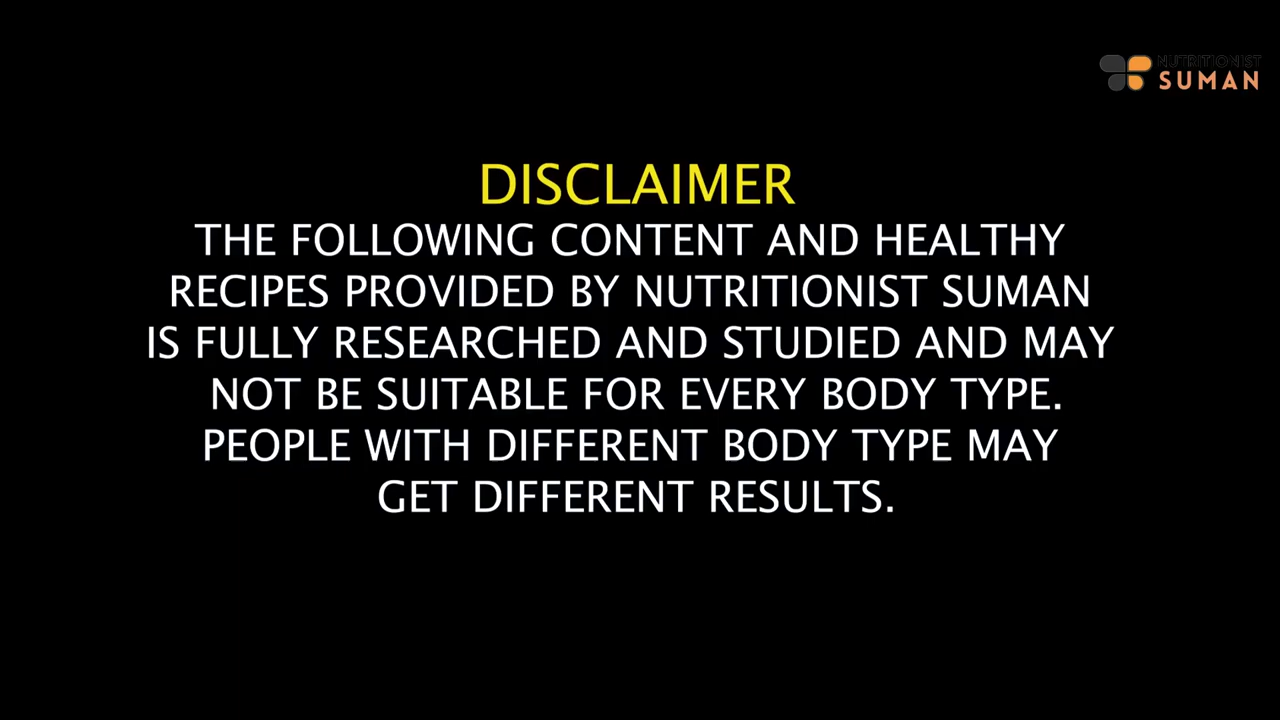 NUTRITIONIST
SUMAN
DISCLAIMER
THE FOLLOWING CONTENT AND HEALTHY
RECIPES PROVIDED BY NUTRITIONIST SUMAN
IS FULLY RESEARCHED AND STUDIED AND MAY
NOT BE SUITABLE FOR EVERY BODY TYPE.
PEOPLE WITH DIFFERENT BODY TYPE MAY
GET DIFFERENT RESULTS.